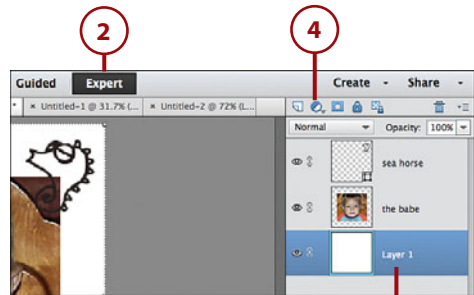 2
4
Guided Expert Create Share
× Untitled-1 @ 31.7% (... × Untitled-2 @ 72% (L...
Normal Opacity: 100%
sea horse
the babe
Layer 1